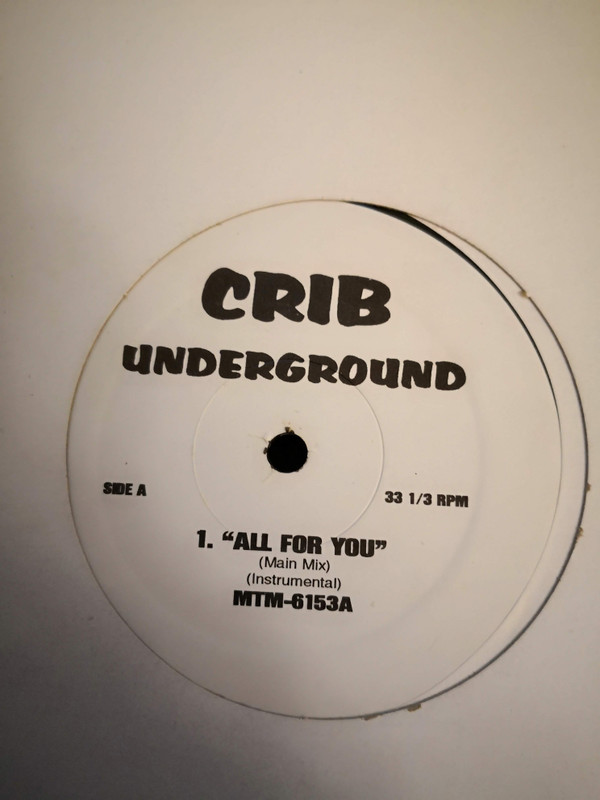 CRIB
UNDERGROUND
SIDE A
33 1/3 RPM
1. “ALL FOR YOU”
(Main Mix)
(Instrumental)
MTM-6153A